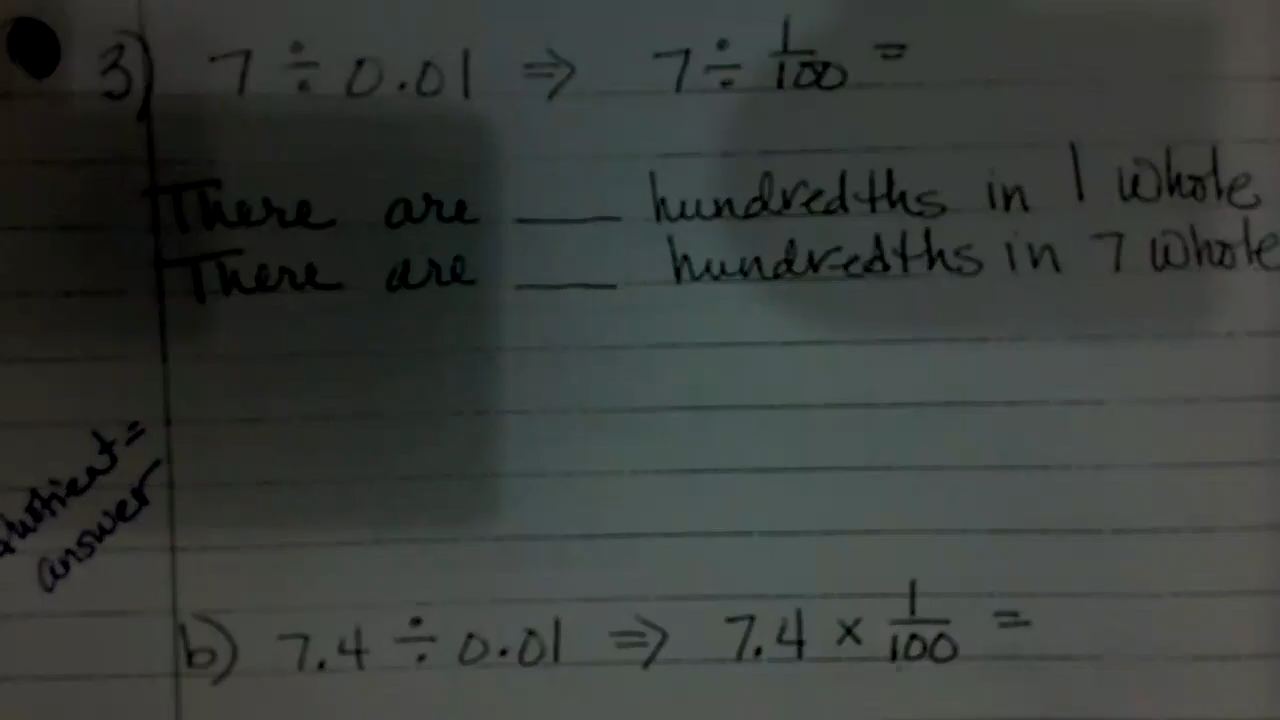 3) 7 ÷ 0.01 ⇒ 7 ÷ 1/100 =
There are ___ hundredths in 1 whole
There are ___ hundredths in 7 whole
quotient =
answer
b) 7.4 ÷ 0.01 ⇒ 7.4 × 1/100 =